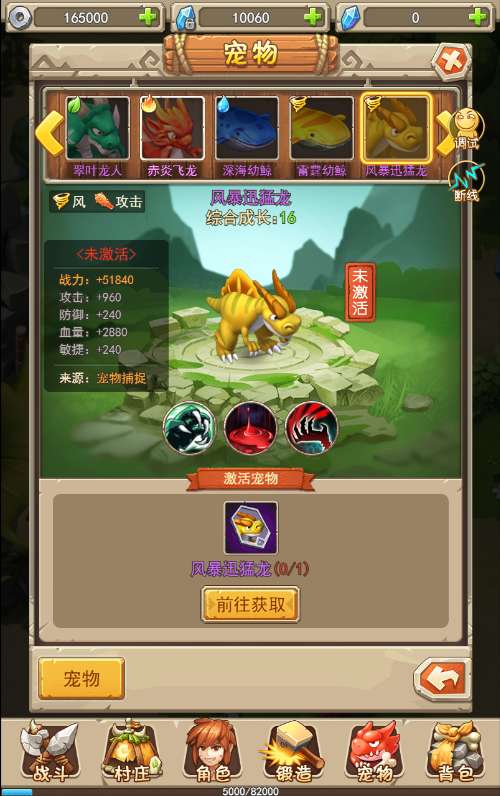 165000
10060
0
宠物
翠叶龙人
赤炎飞龙
深海幼鲸
雷霆幼鲸
风暴迅猛龙
调试
断线
风 攻击
风暴迅猛龙
综合成长:16
<未激活>
战力：+51840
攻击：+960
防御：+240
血量：+2880
敏捷：+240
来源：宠物捕捉
未激活
激活宠物
风暴迅猛龙(0/1)
前往获取
宠物
战斗
村庄
角色
锻造
宠物
背包
5000/82000